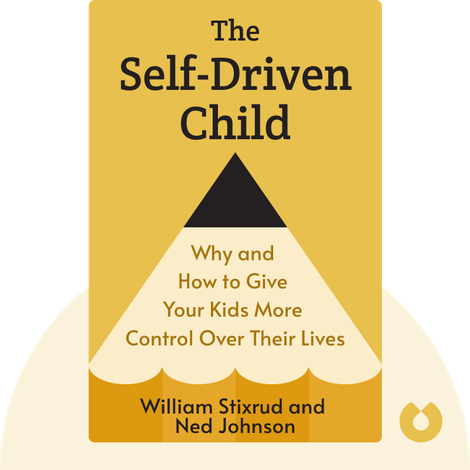 The
Self-Driven
Child
Why and
How to Give
Your Kids More
Control Over Their Lives
William Stixrud and
Ned Johnson